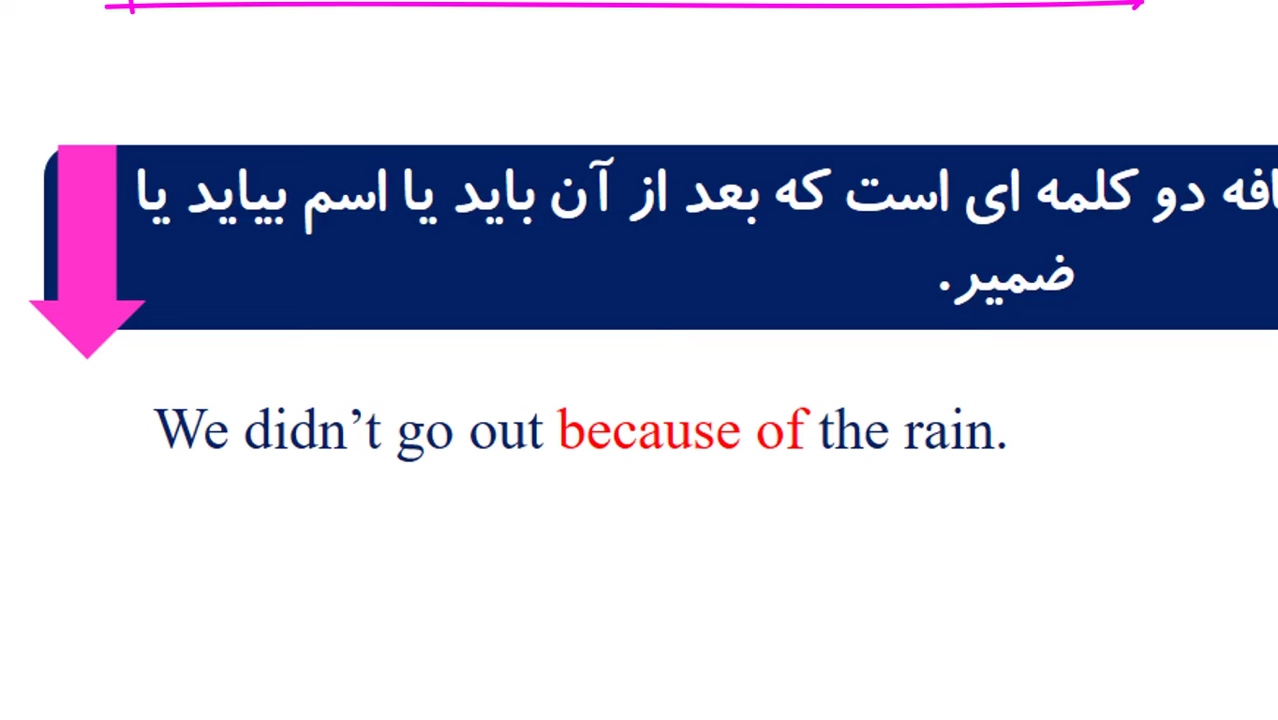 دو کلمه ای است که بعد از آن باید یا اسم بیاید یا
ضمیر.
We didn’t go out because of the rain.